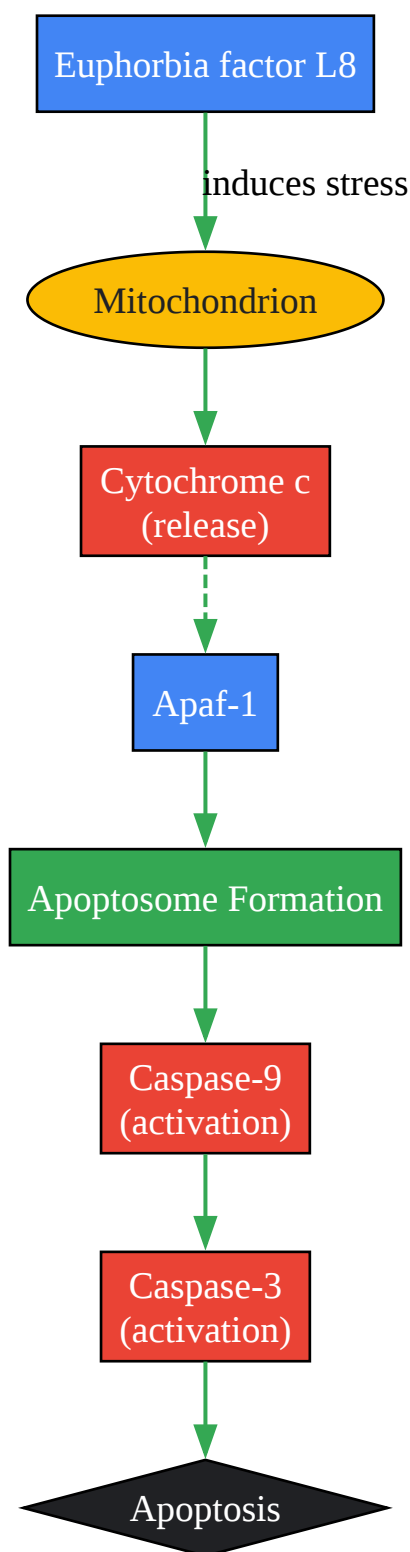 Euphorbia factor L8
induces stress
Mitochondrion
Cytochrome c
(release)
Apaf-1
Apoptosome Formation
Caspase-9
(activation)
Caspase-3
(activation)
Apoptosis